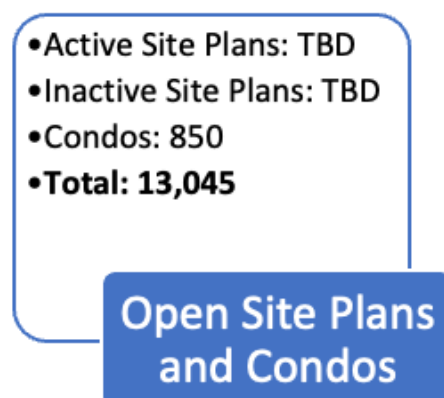 •Active Site Plans: TBD
•Inactive Site Plans: TBD
•Condos: 850
•Total: 13,045
Open Site Plans
and Condos